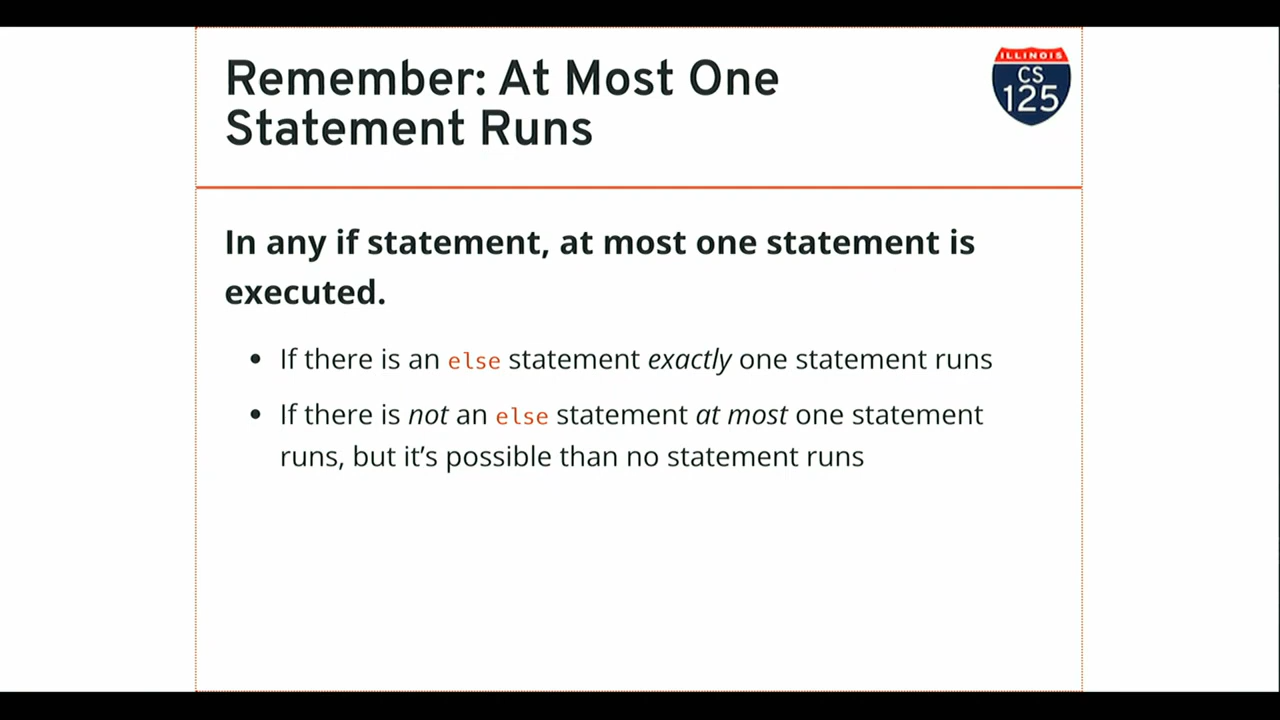 Remember: At Most One
Statement Runs
ILLINOIS
CS
125
In any if statement, at most one statement is
executed.
• If there is an else statement exactly one statement runs
• If there is not an else statement at most one statement
runs, but it’s possible than no statement runs